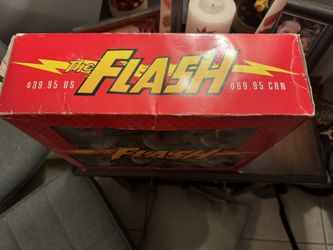 THE FLASH
$39.95 US
$69.95 CAN
THE FLASH